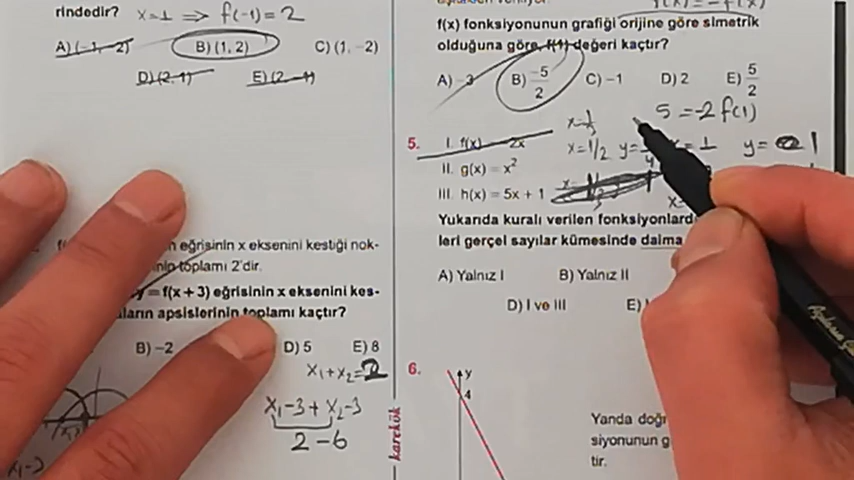 rindedir? x=1 ⇒ f(-1) = 2
A) (-1, -2) B) (1, 2) C) (1, -2)
D) (2, 1) E) (2, -1)
eğrisinin x eksenini kestiği nok-
toplamı 2'dir.
y = f(x + 3) eğrisinin x eksenini kes-
apsislerinin toplamı kaçtır?
B) -2 D) 5 E) 8
x₁+x₂=2
x₁-3 + x₂-3
2 - 6
x₁-3
karekök
f(x) fonksiyonunun grafiği orijine göre simetrik
olduğuna göre, f(1) değeri kaçtır?
A) -3 B) -5/2 C) -1 D) 2 E) 5/2
5 = -2 f(1)
5. I. f(x) 2x
x=1/2 y= = 1 y= 1
II. g(x) = x²
III. h(x) = 5x + 1
Yukarıda kuralı verilen
leri gerçel sayılar kümesinde daima
A) Yalnız I B) Yalnız II
D) I ve III E)
6. y
4
Yanda
tir.